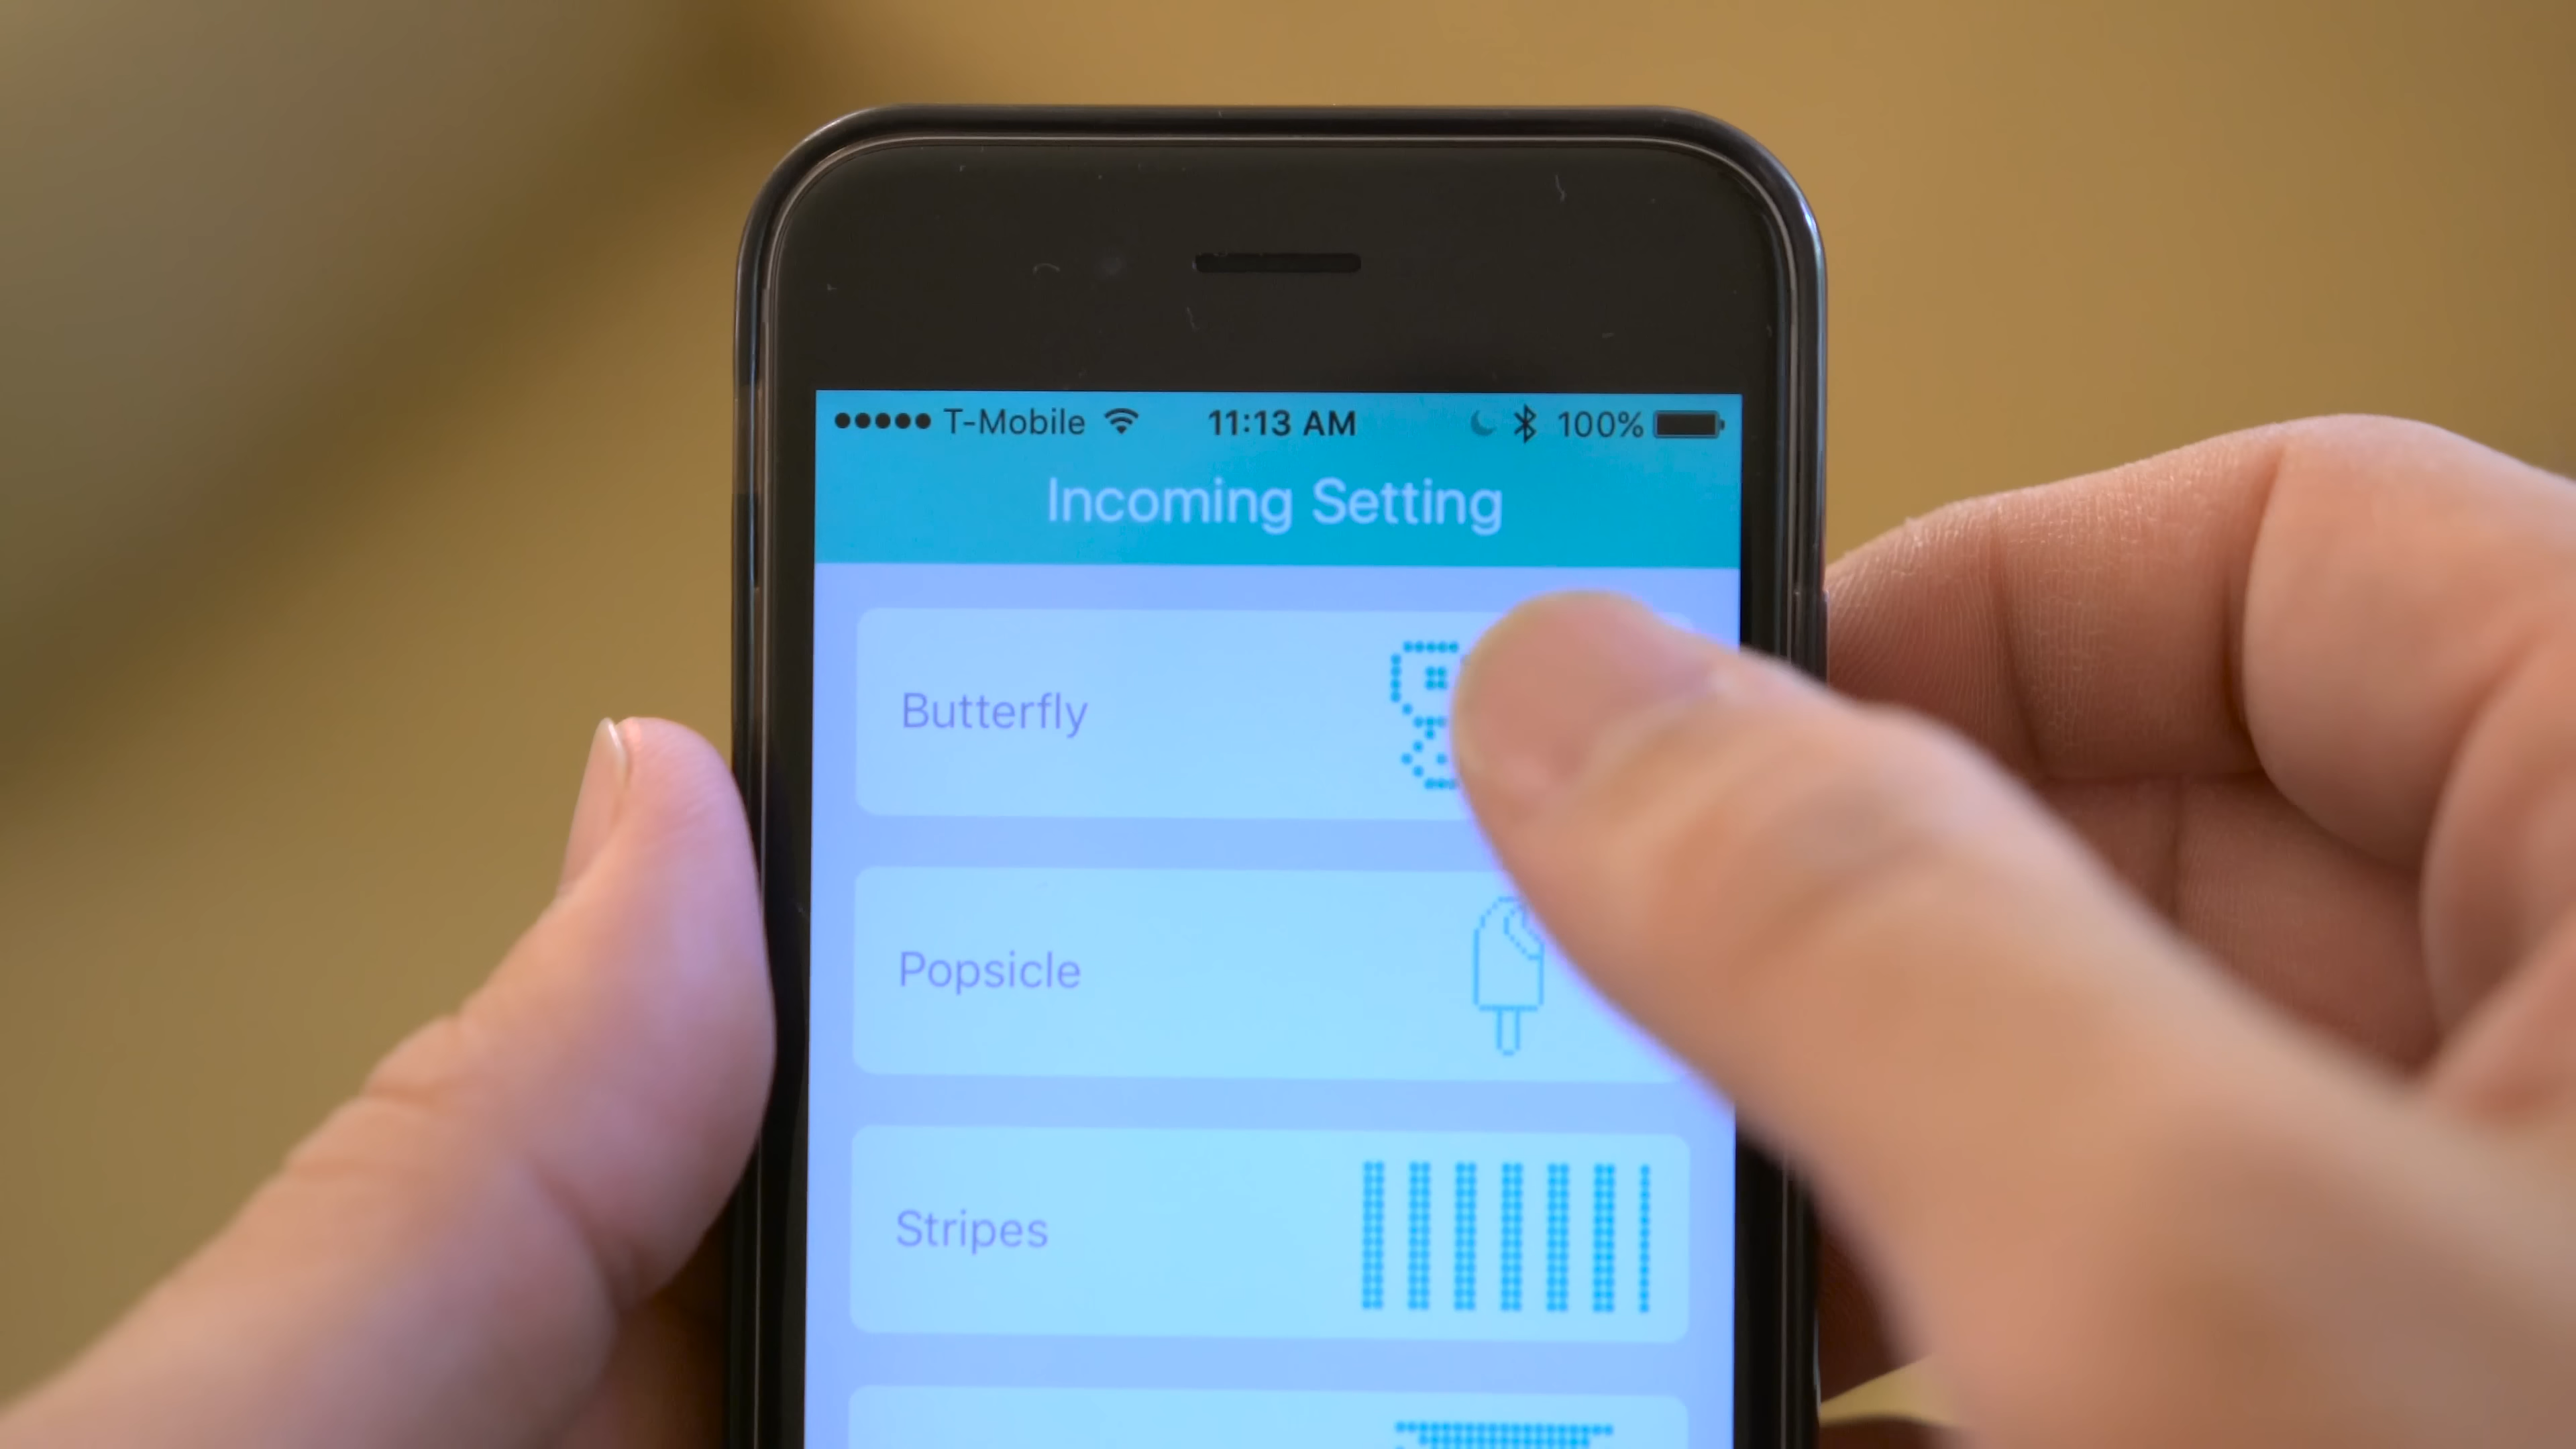 T-Mobile 11:13 AM 100%
Incoming Setting
Butterfly
Popsicle
Stripes